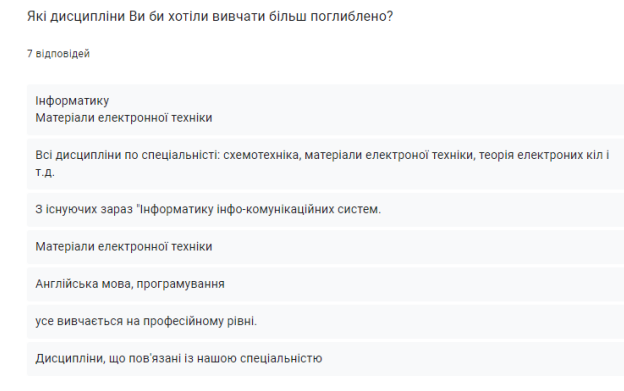 Які дисципліни Ви би хотіли вивчати більш поглиблено?
7 відповідей
Інформатику
Матеріали електронної техніки
Всі дисципліни по спеціальністі: схемотехніка, матеріали електроної техніки, теорія електроних кіл і
т.д.
З існуючих зараз "Інформатику інфо-комунікаційних систем.
Матеріали електронної техніки
Англійська мова, програмування
усе вивчається на професійному рівні.
Дисципліни, що пов'язані із нашою спеціальністю